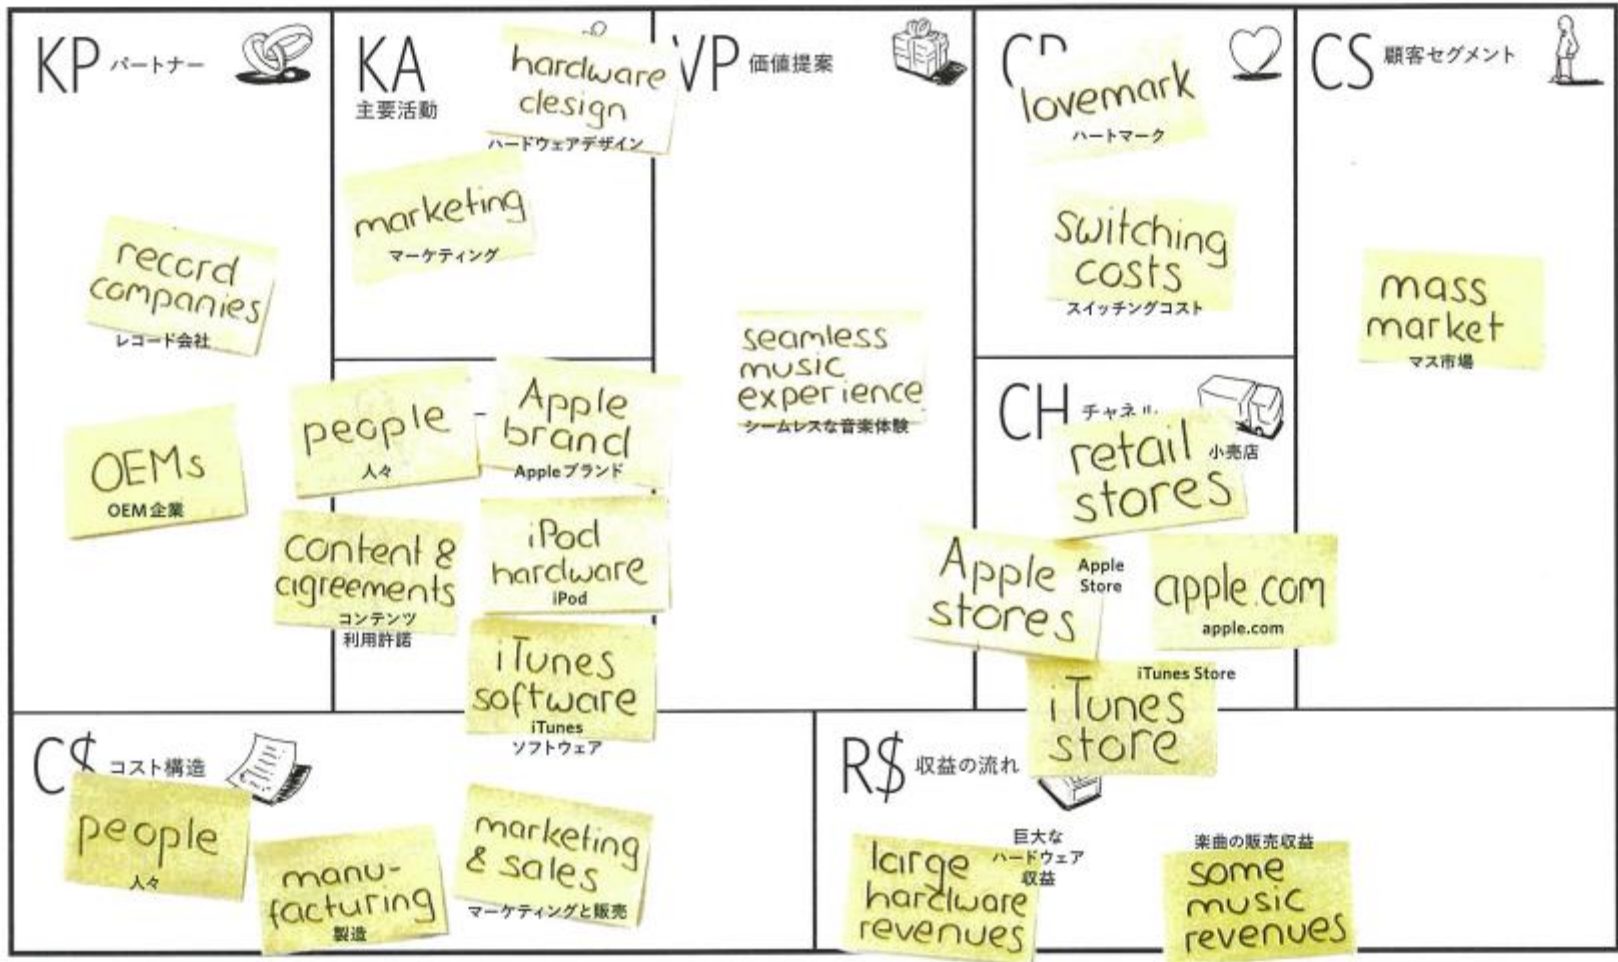 KP パートナー
record
companies
レコード会社
OEMs
OEM企業
KA
主要活動
hardware
design
ハードウェアデザイン
marketing
マーケティング
people
人々
Apple
brand
Appleブランド
content &
agreements
コンテンツ
利用許諾
iPod
hardware
iPod
iTunes
software
iTunes
ソフトウェア
VP 価値提案
seamless
music
experience
シームレスな音楽体験
CR
lovemark
ハートマーク
switching
costs
スイッチングコスト
CH チャネル
retail
stores
小売店
Apple
stores
Apple
Store
apple.com
apple.com
iTunes Store
iTunes
store
CS 顧客セグメント
mass
market
マス市場
C$ コスト構造
people
人々
manu-
facturing
製造
marketing
& sales
マーケティングと販売
R$ 収益の流れ
large
hardware
revenues
巨大な
ハードウェア
収益
楽曲の販売収益
some
music
revenues